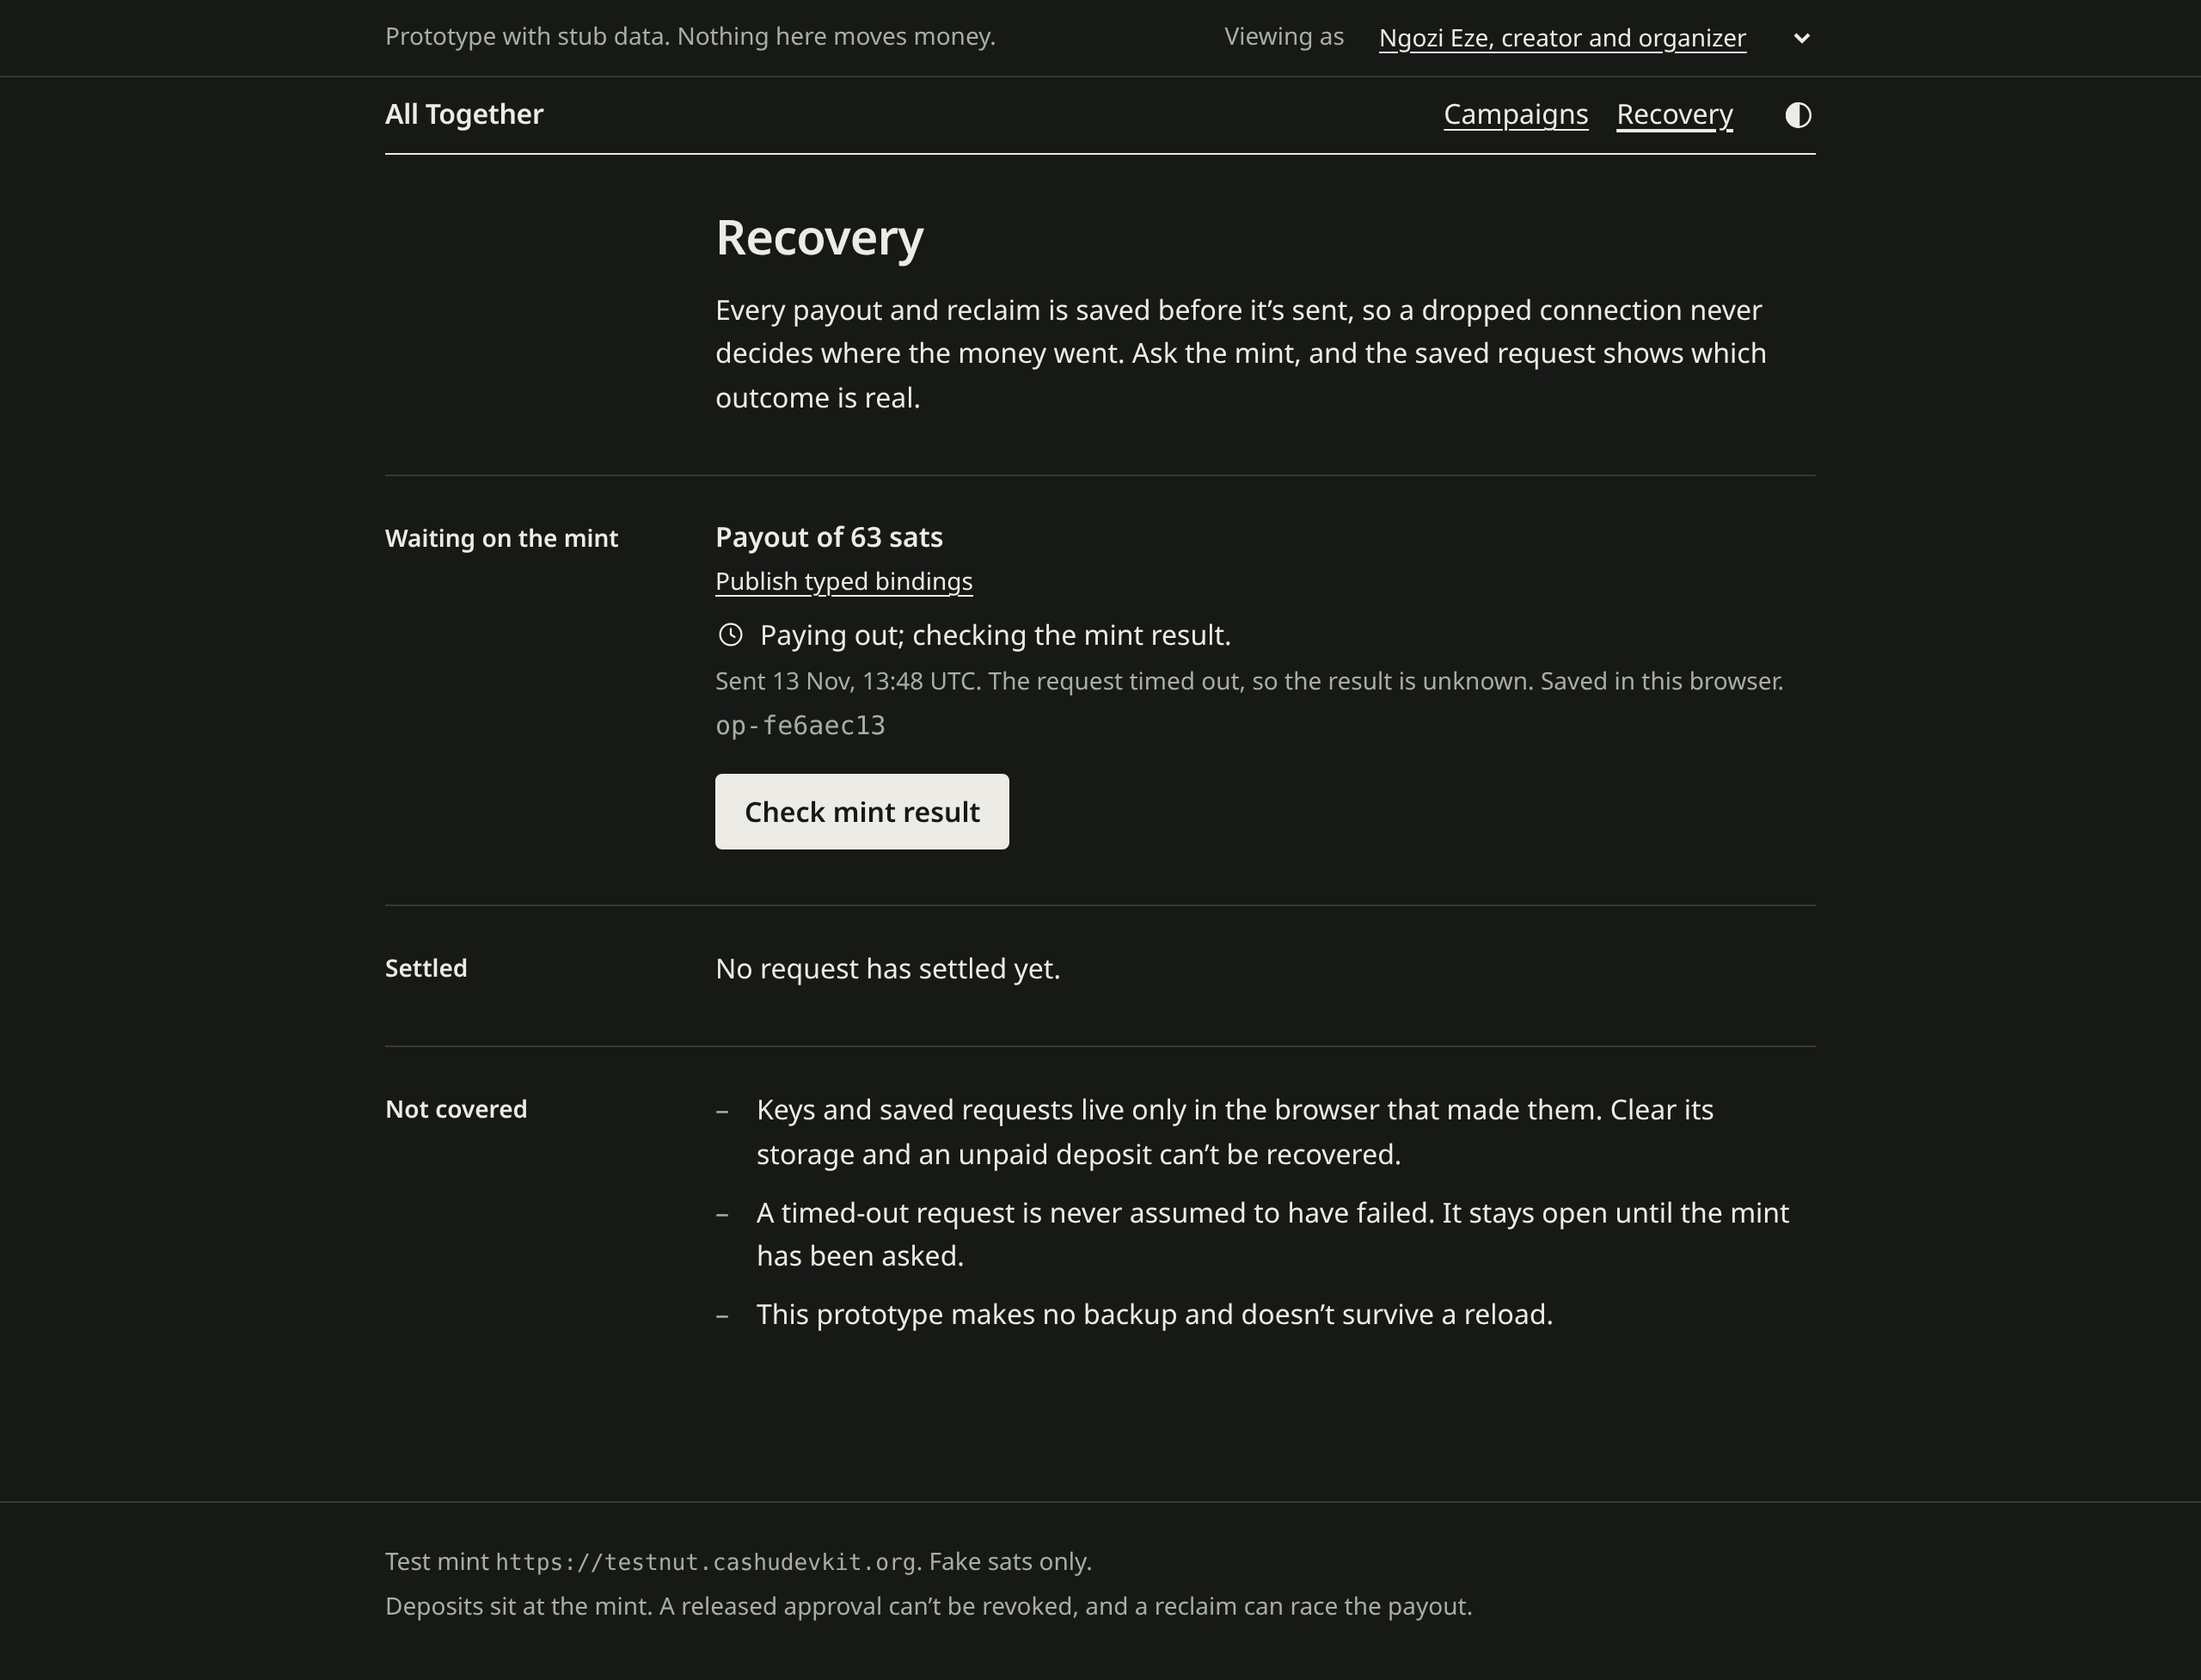 Prototype with stub data. Nothing here moves money.
Viewing as Ngozi Eze, creator and organizer
All Together
Campaigns Recovery
Recovery
Every payout and reclaim is saved before it’s sent, so a dropped connection never
decides where the money went. Ask the mint, and the saved request shows which
outcome is real.
Waiting on the mint
Payout of 63 sats
Publish typed bindings
Paying out; checking the mint result.
Sent 13 Nov, 13:48 UTC. The request timed out, so the result is unknown. Saved in this browser.
op-fe6aec13
Check mint result
Settled
No request has settled yet.
Not covered
– Keys and saved requests live only in the browser that made them. Clear its
storage and an unpaid deposit can’t be recovered.
– A timed-out request is never assumed to have failed. It stays open until the mint
has been asked.
– This prototype makes no backup and doesn’t survive a reload.
Test mint https://testnut.cashudevkit.org. Fake sats only.
Deposits sit at the mint. A released approval can’t be revoked, and a reclaim can race the payout.